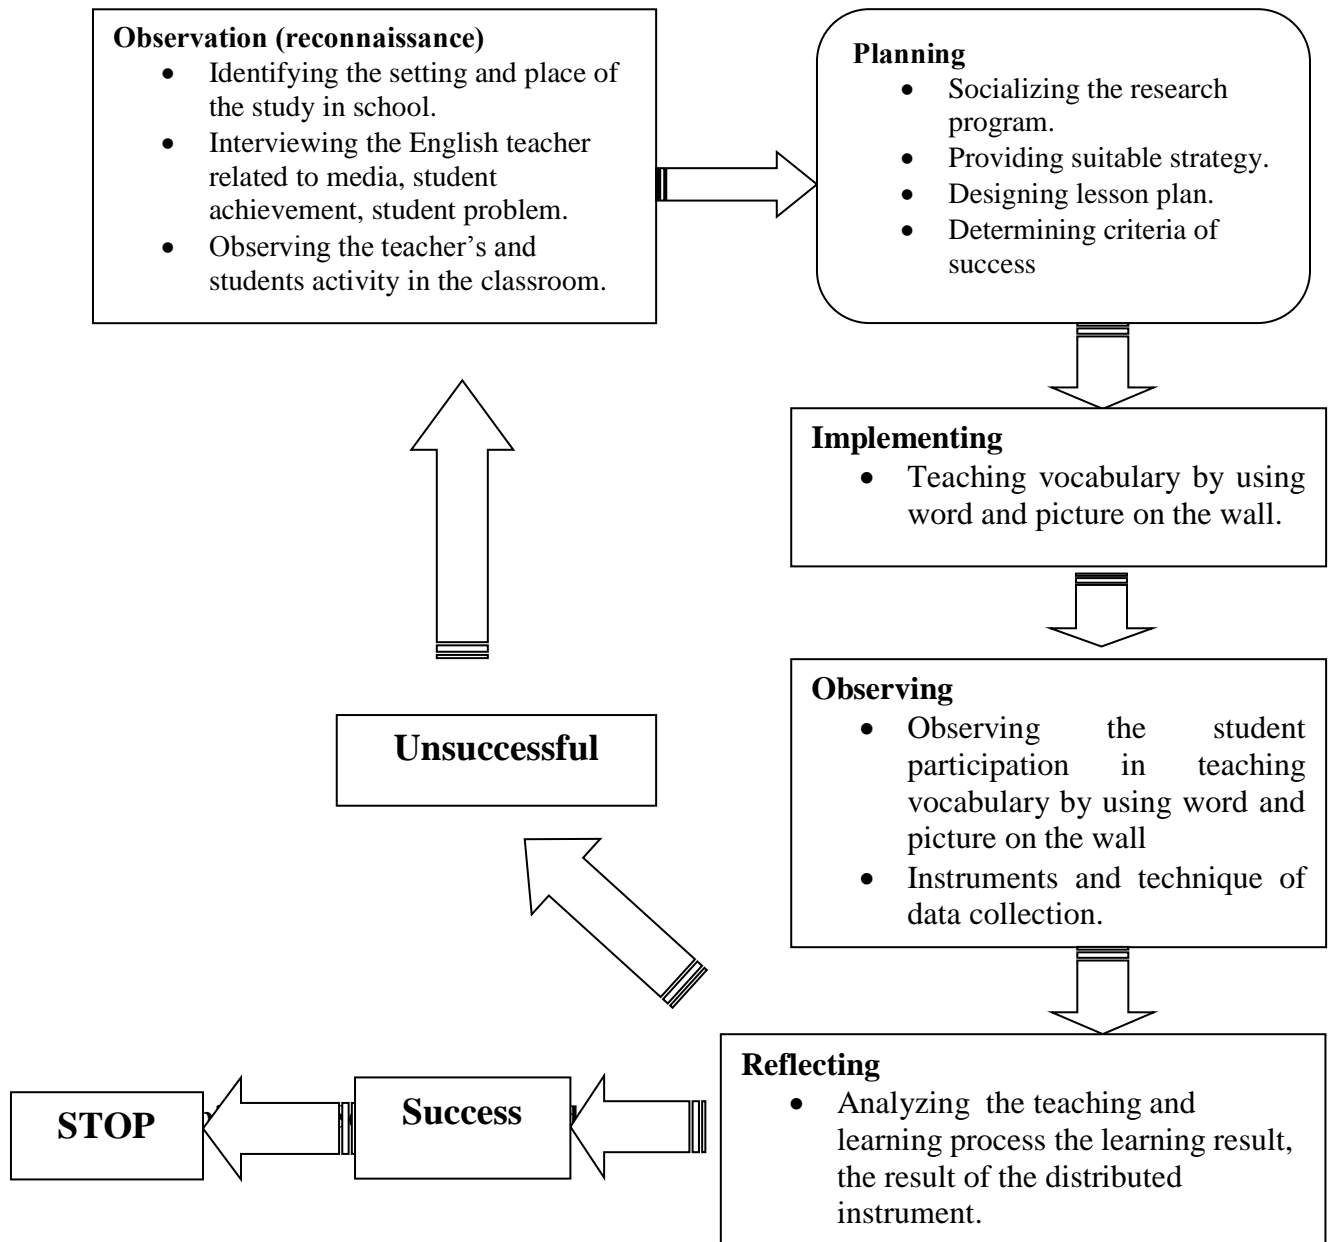 Observation (reconnaissance)
• Identifying the setting and place of
the study in school.
• Interviewing the English teacher
related to media, student
achievement, student problem.
• Observing the teacher’s and
students activity in the classroom.
Planning
• Socializing the research
program.
• Providing suitable strategy.
• Designing lesson plan.
• Determining criteria of
success
Implementing
• Teaching vocabulary by using
word and picture on the wall.
Observing
• Observing the student
participation in teaching
vocabulary by using word and
picture on the wall
• Instruments and technique of
data collection.
Unsuccessful
Reflecting
• Analyzing the teaching and
learning process the learning result,
the result of the distributed
instrument.
Success
STOP